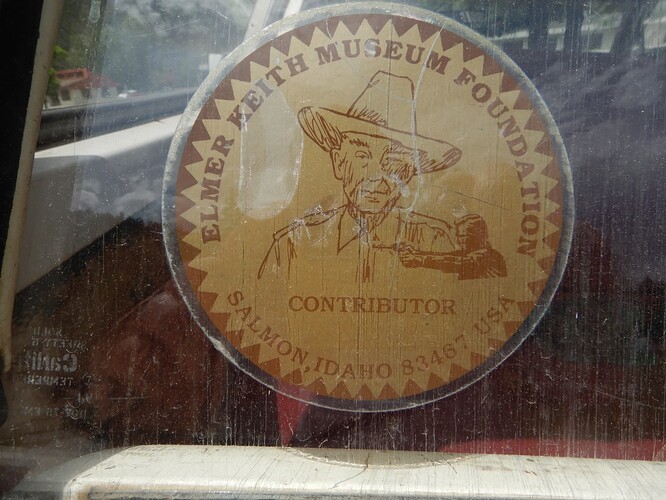 ELMER KEITH MUSEUM FOUNDATION
CONTRIBUTOR
SALMON, IDAHO 83467 USA